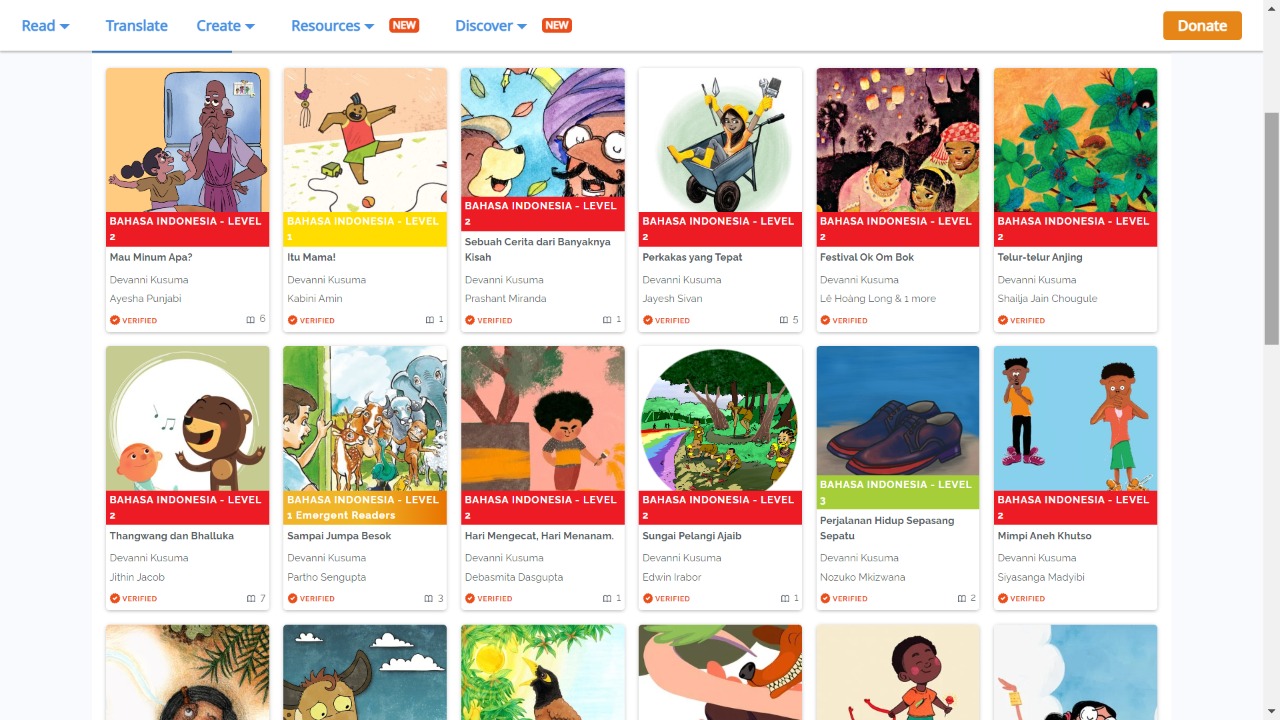 Read
Translate
Create
Resources
NEW
Discover
NEW
Donate
BAHASA INDONESIA - LEVEL
2
Mau Minum Apa?
Devanni Kusuma
Ayesha Punjabi
VERIFIED
6
BAHASA INDONESIA - LEVEL
1
Itu Mama!
Devanni Kusuma
Kabini Amin
VERIFIED
1
BAHASA INDONESIA - LEVEL
2
Sebuah Cerita dari Banyaknya
Kisah
Devanni Kusuma
Prashant Miranda
VERIFIED
1
BAHASA INDONESIA - LEVEL
2
Perkakas yang Tepat
Devanni Kusuma
Jayesh Sivan
VERIFIED
5
BAHASA INDONESIA - LEVEL
2
Festival Ok Om Bok
Devanni Kusuma
Lê Hoàng Long & 1 more
VERIFIED
BAHASA INDONESIA - LEVEL
2
Telur-telur Anjing
Devanni Kusuma
Shailja Jain Chougule
VERIFIED
BAHASA INDONESIA - LEVEL
2
Thangwang dan Bhalluka
Devanni Kusuma
Jithin Jacob
VERIFIED
7
BAHASA INDONESIA - LEVEL
1 Emergent Readers
Sampai Jumpa Besok
Devanni Kusuma
Partho Sengupta
VERIFIED
3
BAHASA INDONESIA - LEVEL
2
Hari Mengecat, Hari Menanam.
Devanni Kusuma
Debasmita Dasgupta
VERIFIED
1
BAHASA INDONESIA - LEVEL
2
Sungai Pelangi Ajaib
Devanni Kusuma
Edwin Irabor
VERIFIED
1
BAHASA INDONESIA - LEVEL
3
Perjalanan Hidup Sepasang
Sepatu
Devanni Kusuma
Nozuko Mkizwana
VERIFIED
2
BAHASA INDONESIA - LEVEL
2
Mimpi Aneh Khutso
Devanni Kusuma
Siyasanga Madyibi
VERIFIED